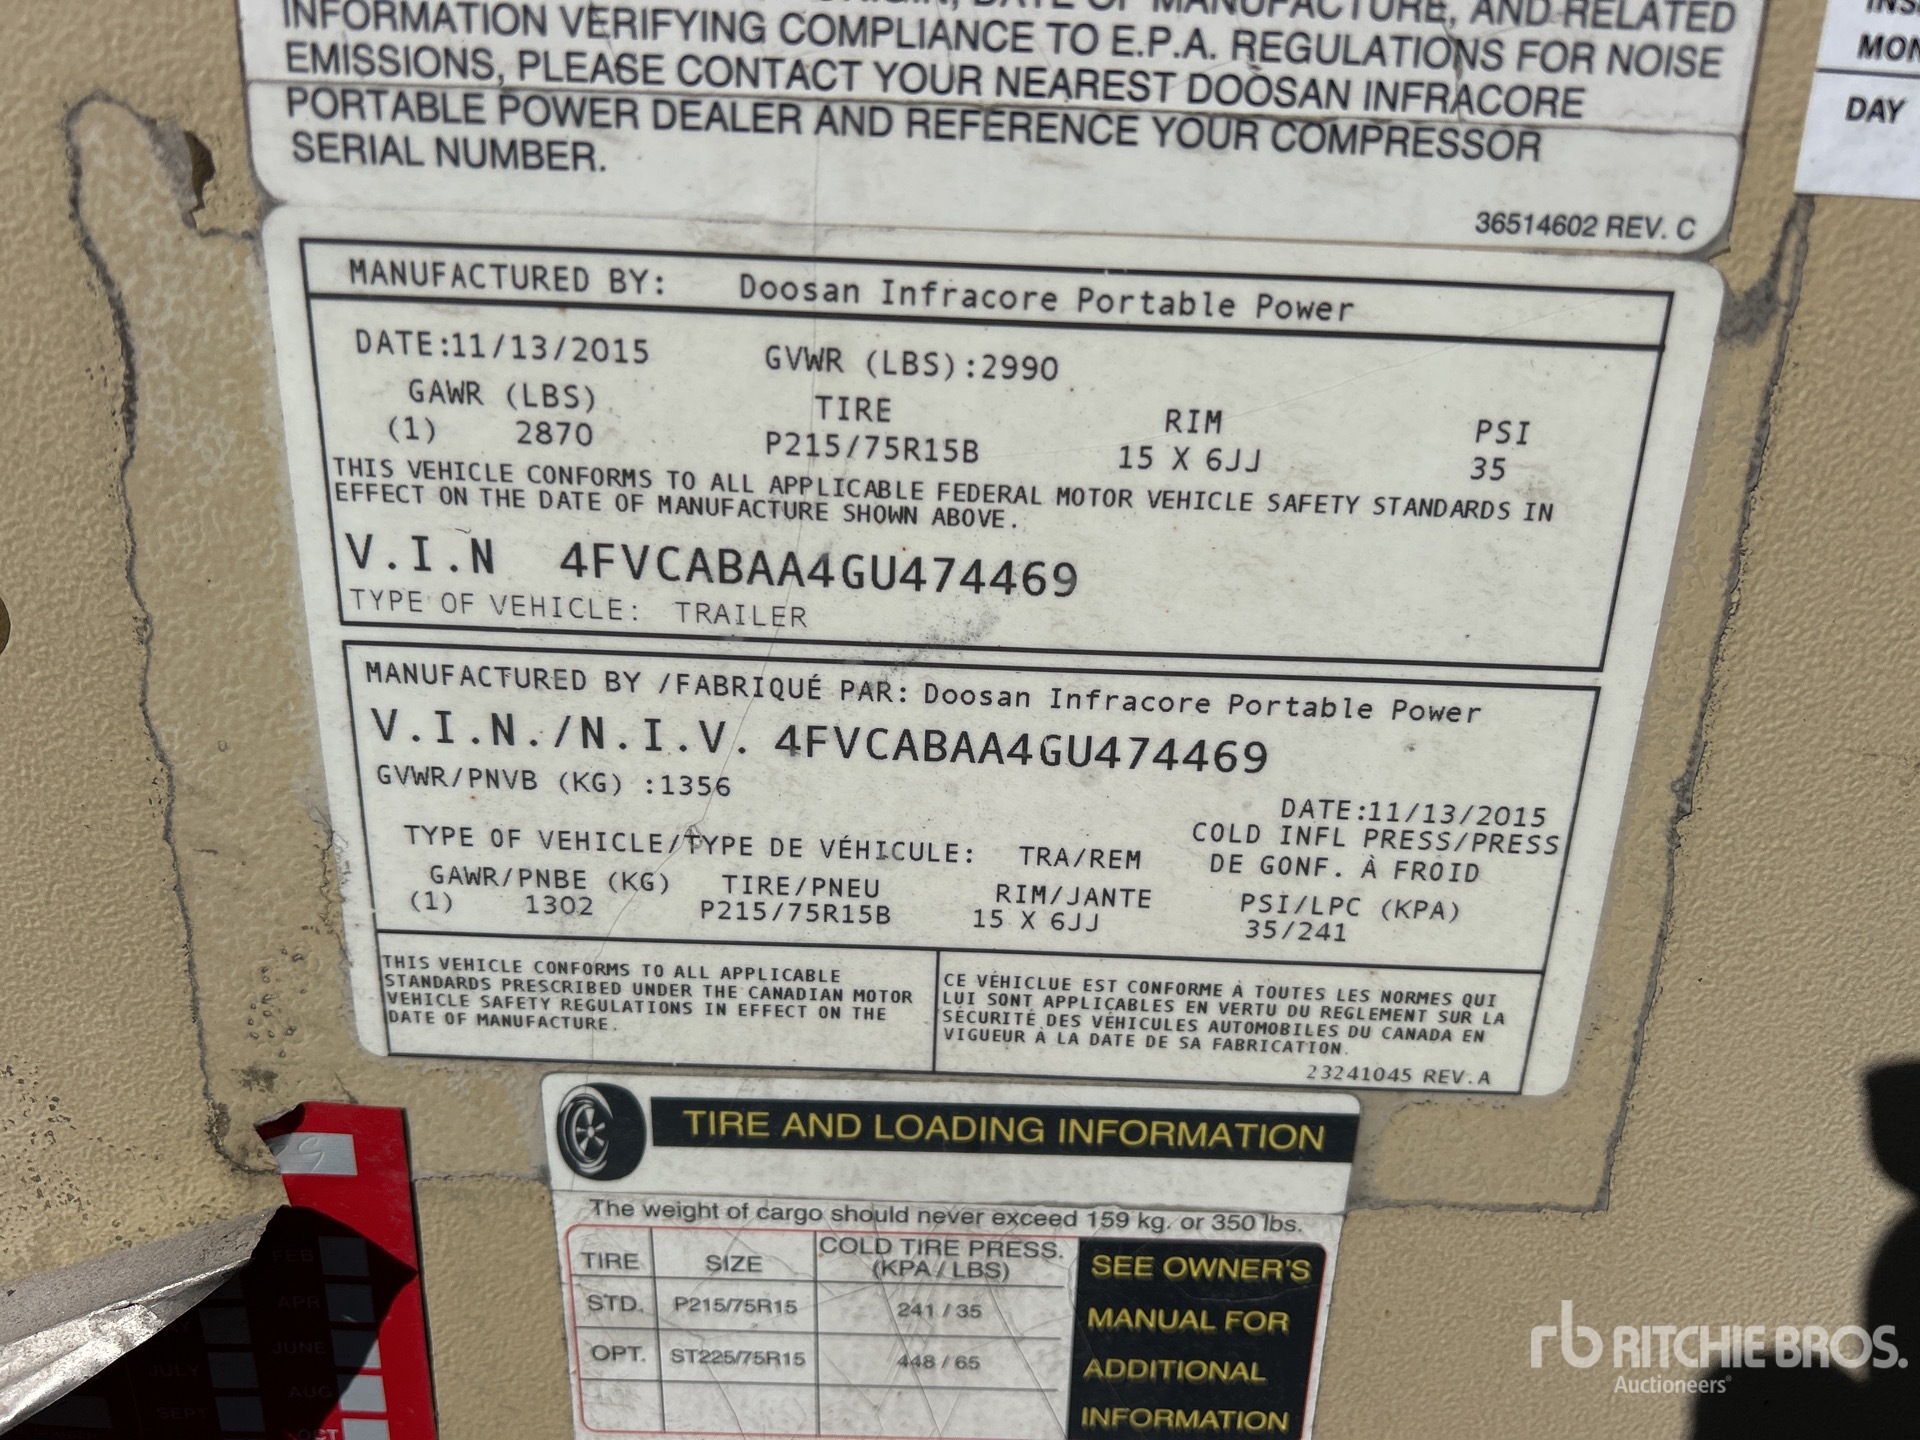 INFORMATION VERIFYING COMPLIANCE TO E.P.A. REGULATIONS FOR NOISE
EMISSIONS, PLEASE CONTACT YOUR NEAREST DOOSAN INFRACORE
PORTABLE POWER DEALER AND REFERENCE YOUR COMPRESSOR
SERIAL NUMBER.
36514602 REV. C
DAY
MANUFACTURED BY: Doosan Infracore Portable Power
DATE:11/13/2015 GVWR (LBS):2990
GAWR (LBS) TIRE RIM PSI
(1) 2870 P215/75R15B 15 X 6JJ 35
THIS VEHICLE CONFORMS TO ALL APPLICABLE FEDERAL MOTOR VEHICLE SAFETY STANDARDS IN
EFFECT ON THE DATE OF MANUFACTURE SHOWN ABOVE.
V.I.N 4FVCABAA4GU474469
TYPE OF VEHICLE: TRAILER
MANUFACTURED BY /FABRIQUÉ PAR: Doosan Infracore Portable Power
V.I.N./N.I.V. 4FVCABAA4GU474469
GVWR/PNVB (KG) :1356
DATE:11/13/2015
TYPE OF VEHICLE/TYPE DE VÉHICULE: TRA/REM
COLD INFL PRESS/PRESS
DE GONF. À FROID
GAWR/PNBE (KG) TIRE/PNEU RIM/JANTE PSI/LPC (KPA)
(1) 1302 P215/75R15B 15 X 6JJ 35/241
THIS VEHICLE CONFORMS TO ALL APPLICABLE
STANDARDS PRESCRIBED UNDER THE CANADIAN MOTOR
VEHICLE SAFETY REGULATIONS IN EFFECT ON THE
DATE OF MANUFACTURE.
CE VÉHICLUE EST CONFORME À TOUTES LES NORMES QUI
LUI SONT APPLICABLES EN VERTU DU REGLEMENT SUR LA
SÉCURITÉ DES VÉHICULES AUTOMOBILES DU CANADA EN
VIGUEUR À LA DATE DE SA FABRICATION.
23241045 REV.A
TIRE AND LOADING INFORMATION
The weight of cargo should never exceed 159 kg. or 350 lbs.
TIRE SIZE COLD TIRE PRESS.
(KPA / LBS)
STD. P215/75R15 241 / 35
OPT. ST225/75R15 448 / 65
SEE OWNER'S
MANUAL FOR
ADDITIONAL
INFORMATION
FEB
APR
JUNE
JULY
AUG
SEPT
OCT
rb RITCHIE BROS.
Auctioneers